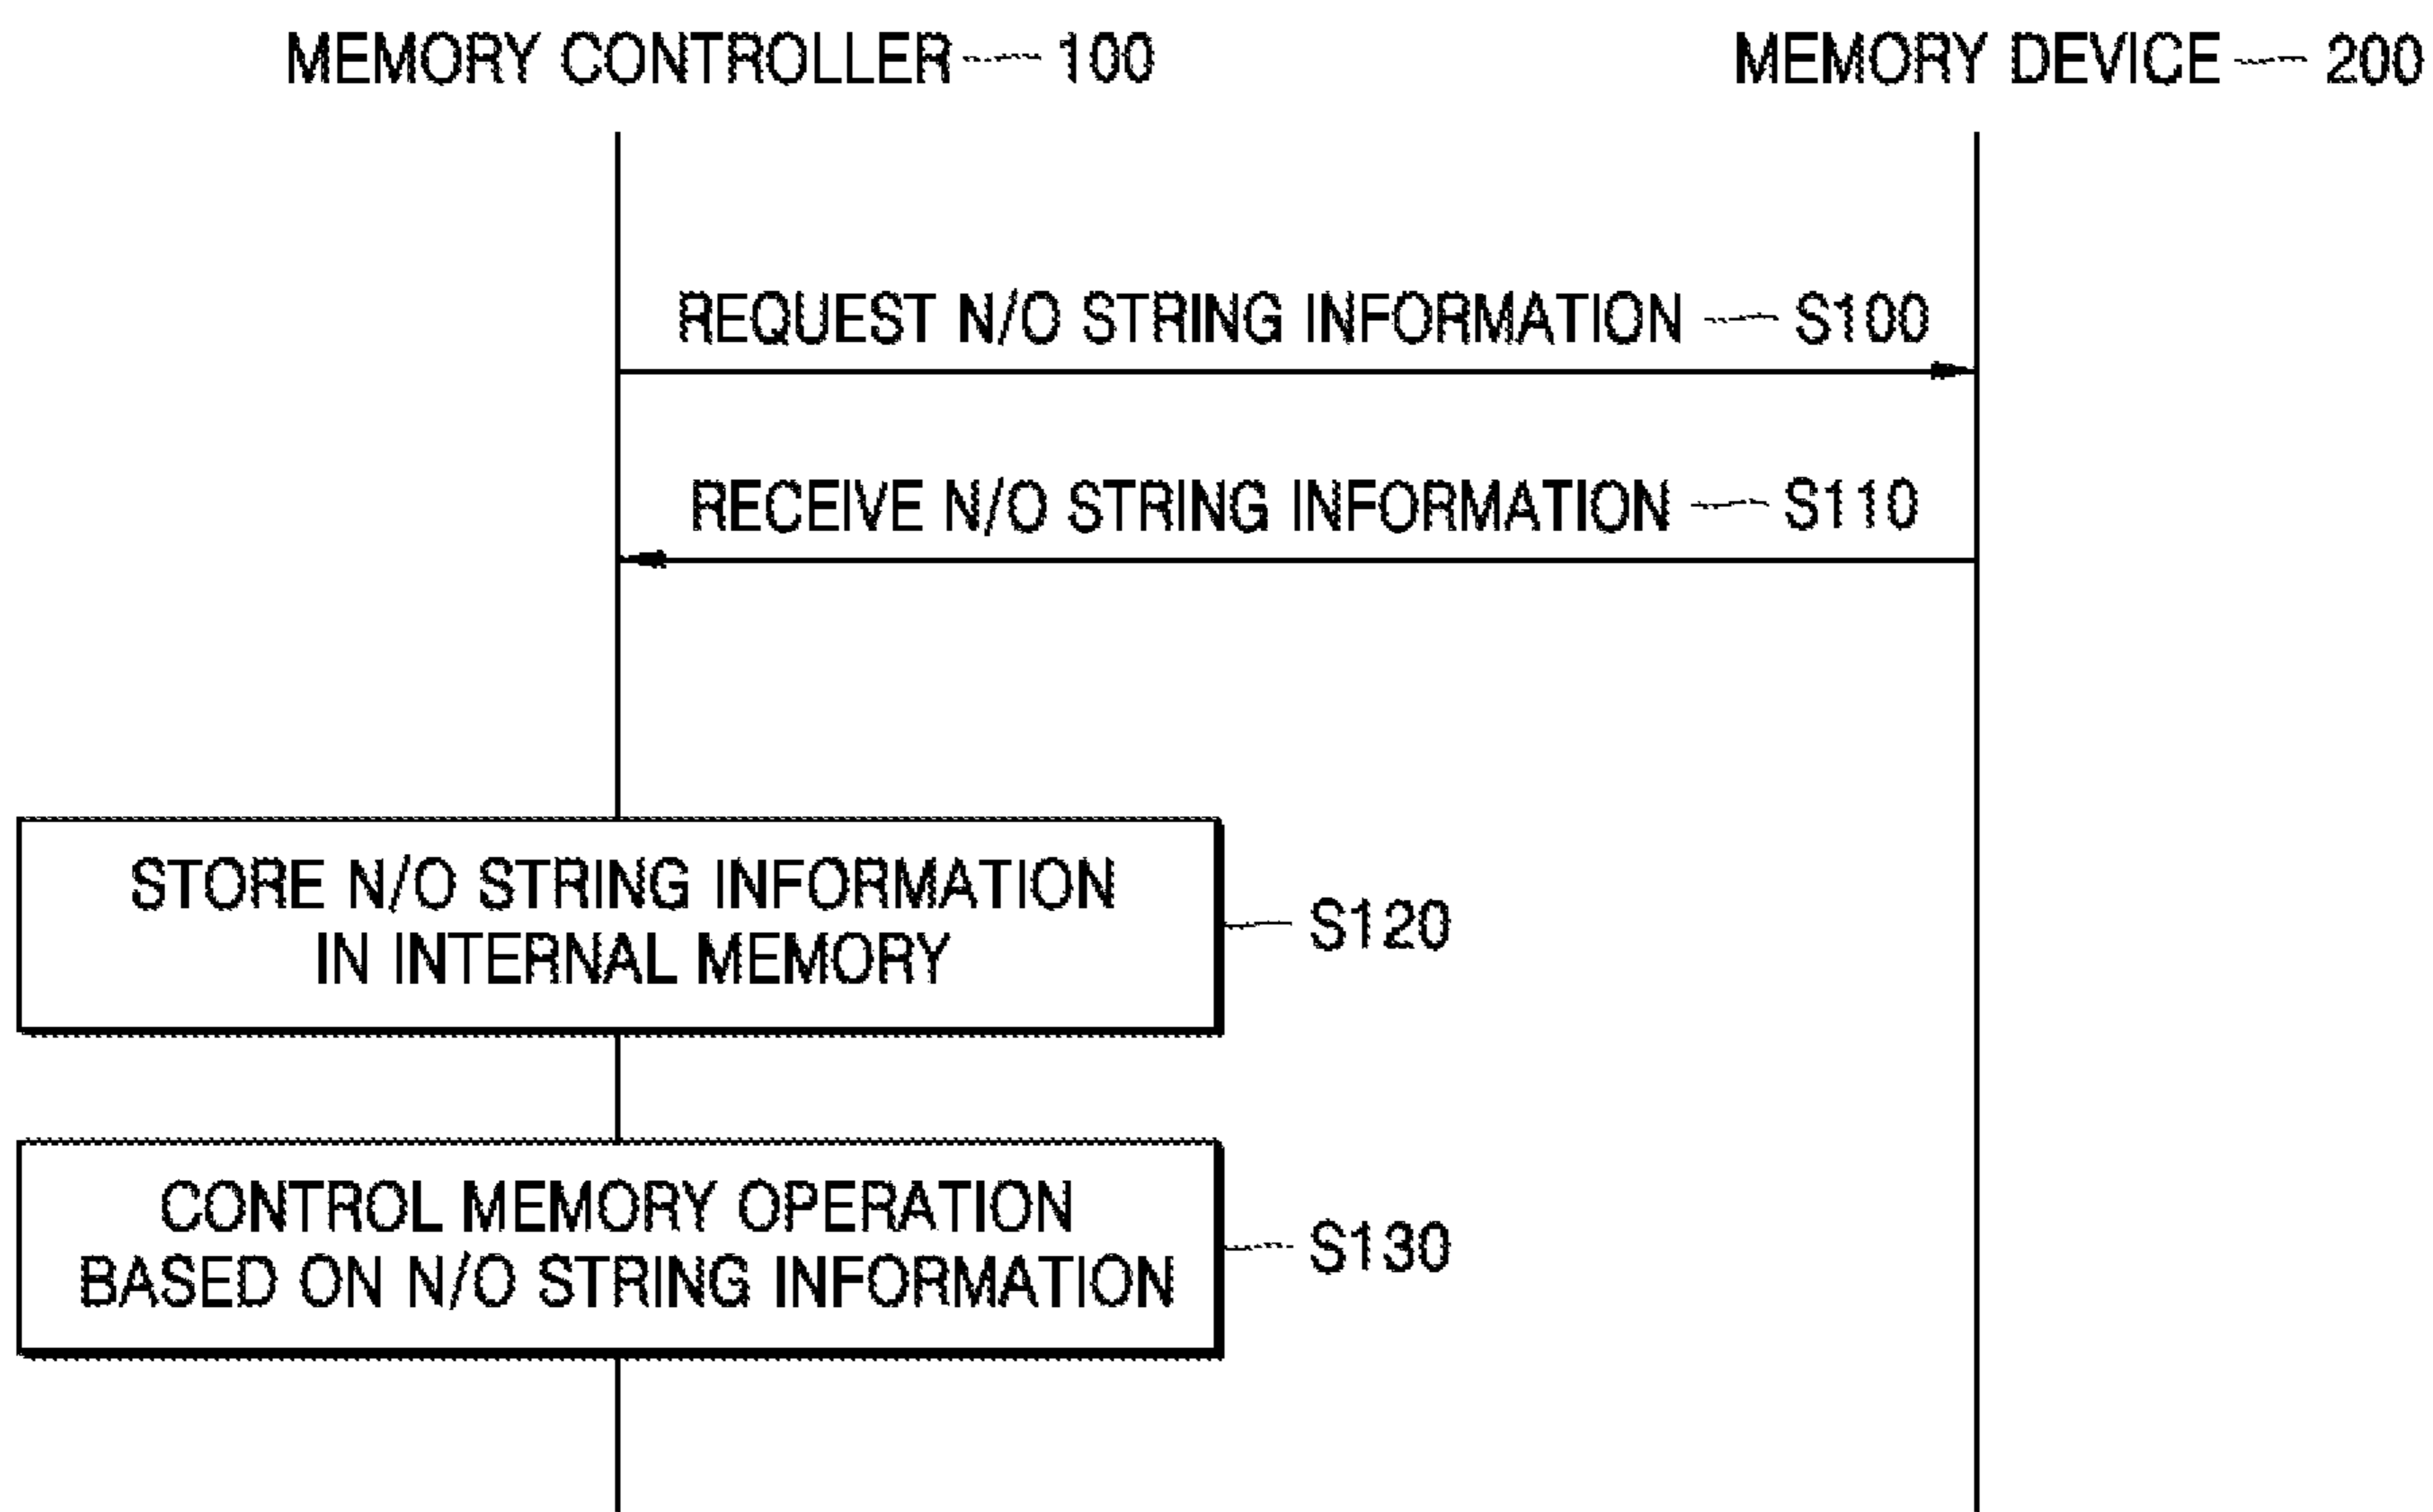 MEMORY CONTROLLER 100
MEMORY DEVICE 200
REQUEST N/O STRING INFORMATION S100
RECEIVE N/O STRING INFORMATION S110
STORE N/O STRING INFORMATION
IN INTERNAL MEMORY
S120
CONTROL MEMORY OPERATION
BASED ON N/O STRING INFORMATION
S130